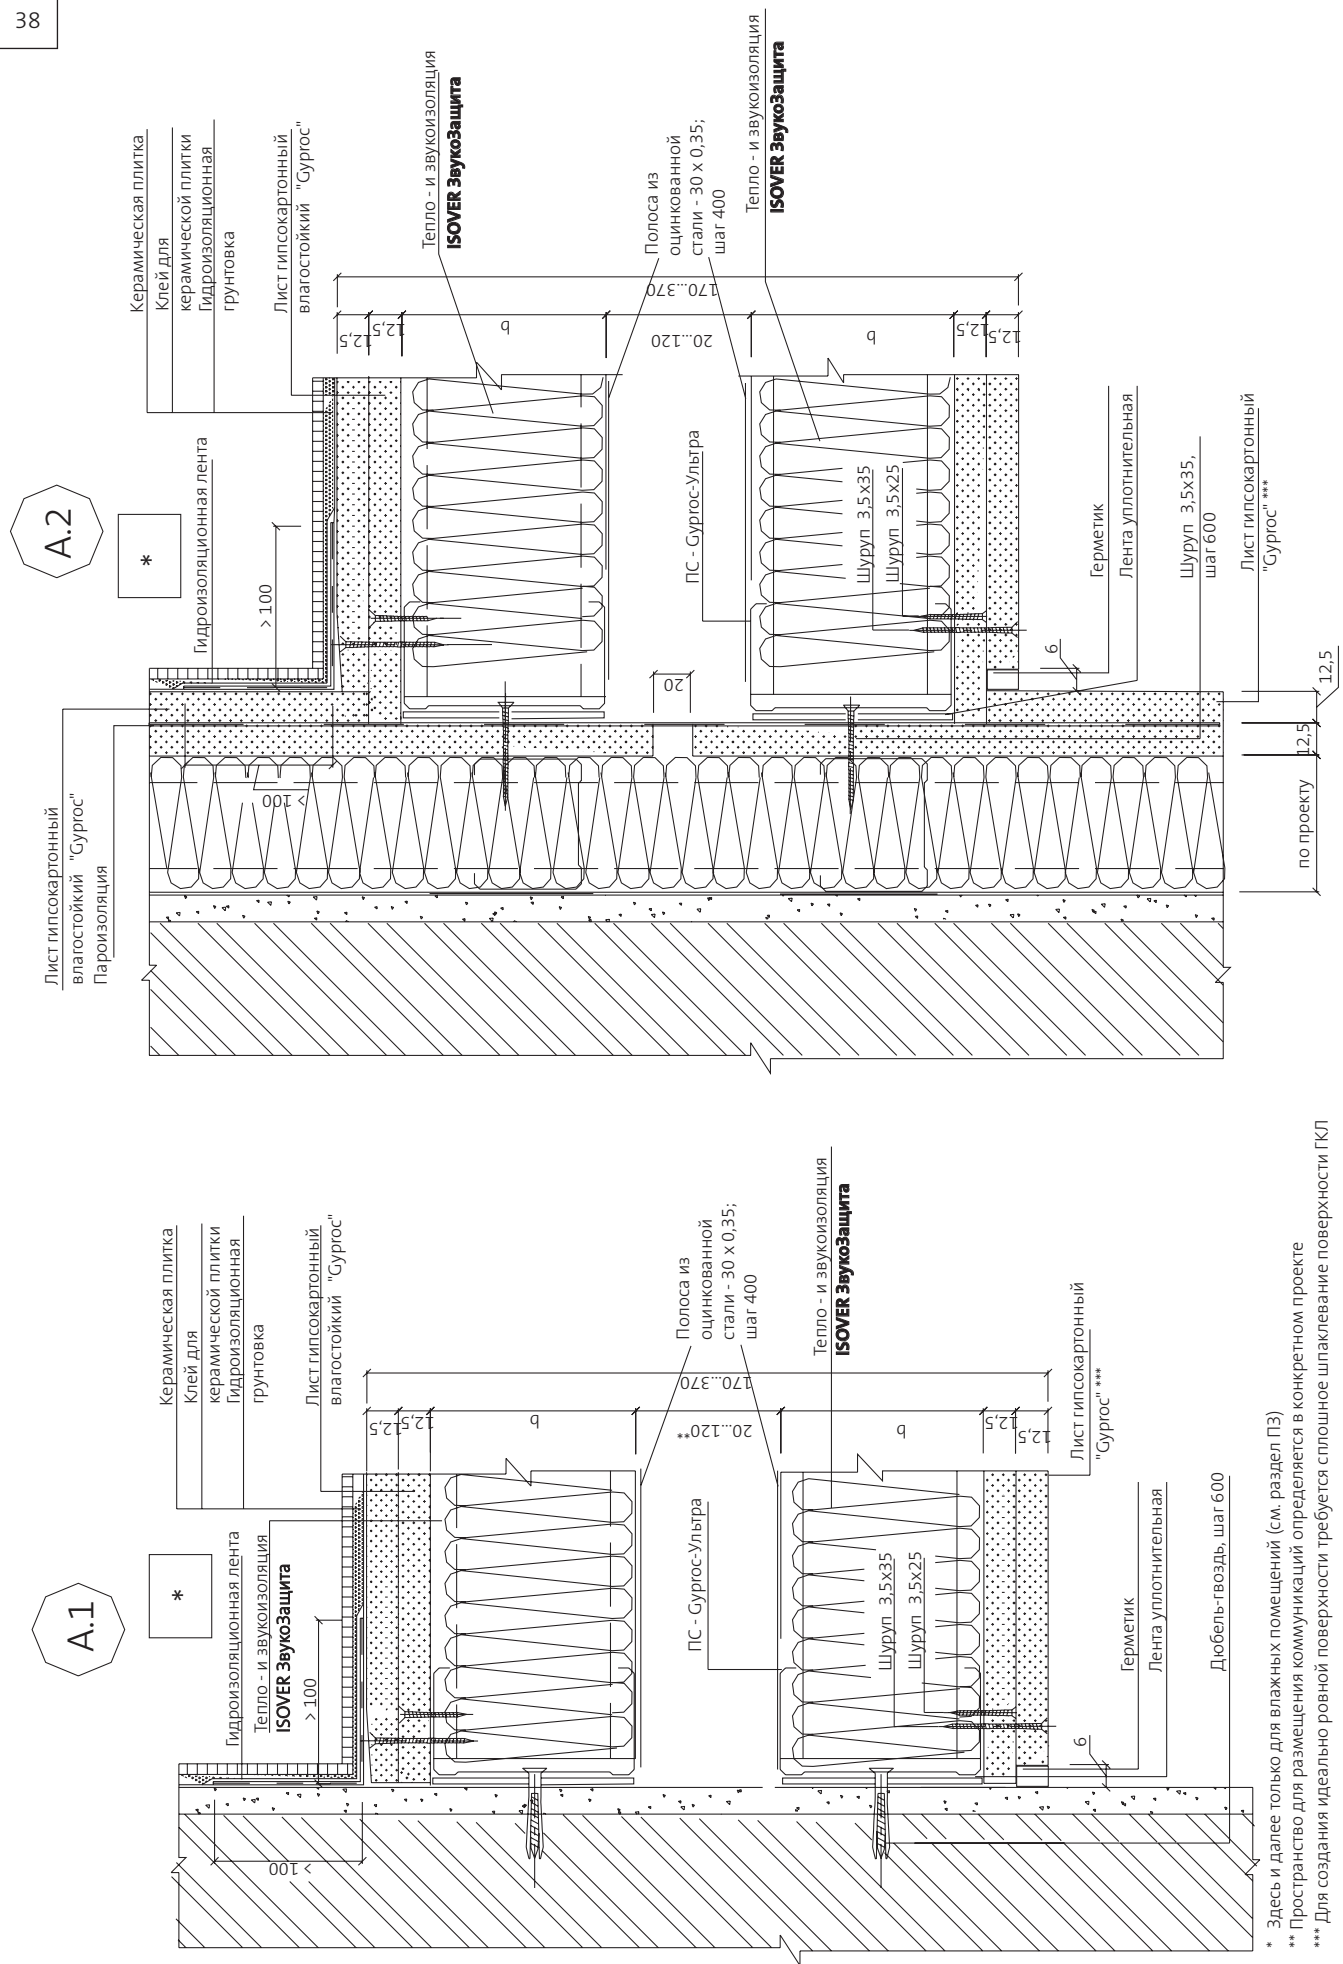 38
A.1
*
Керамическая плитка
Клей для
керамической плитки
Гидроизоляционная
грунтовка
Лист гипсокартонный
влагостойкий "Gyproc"
Гидроизоляционная лента
Тепло - и звукоизоляция
ISOVER ЗвукоЗащита
> 100
> 100
12,5
12,5
b
20...120**
170...370
b
12,5
12,5
Полоса из
оцинкованной
стали - 30 х 0,35;
шаг 400
Тепло - и звукоизоляция
ISOVER ЗвукоЗащита
ПС - Gyproc-Ультра
Шуруп 3,5х35
Шуруп 3,5х25
Лист гипсокартонный
"Gyproc" ***
6
Герметик
Лента уплотнительная
Дюбель-гвоздь, шаг 600
A.2
*
Керамическая плитка
Клей для
керамической плитки
Гидроизоляционная
грунтовка
Лист гипсокартонный
влагостойкий "Gyproc"
Тепло - и звукоизоляция
ISOVER ЗвукоЗащита
Гидроизоляционная лента
> 100
Лист гипсокартонный
влагостойкий "Gyproc"
Пароизоляция
> 100
12,5
12,5
b
20...120
170...370
b
12,5
12,5
Полоса из
оцинкованной
стали - 30 х 0,35;
шаг 400
Тепло - и звукоизоляция
ISOVER ЗвукоЗащита
ПС - Gyproc-Ультра
20
Шуруп 3,5х35
Шуруп 3,5х25
6
Герметик
Лента уплотнительная
Шуруп 3,5х35,
шаг 600
Лист гипсокартонный
"Gyproc" ***
по проекту
12,5
12,5
* Здесь и далее только для влажных помещений (см. раздел ПЗ)
** Пространство для размещения коммуникаций определяется в конкретном проекте
*** Для создания идеально ровной поверхности требуется сплошное шпаклевание поверхности ГКЛ